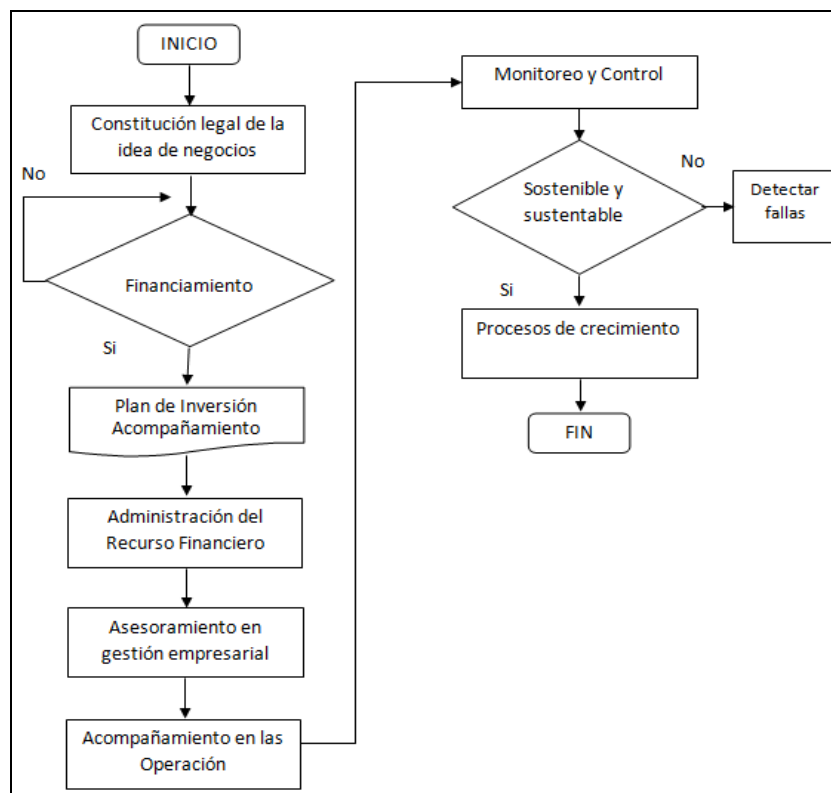 INICIO
Constitución legal de la
idea de negocios
No
Financiamiento
Si
Plan de Inversión
Acompañamiento
Administración del
Recurso Financiero
Asesoramiento en
gestión empresarial
Acompañamiento en las
Operación
Monitoreo y Control
Sostenible y
sustentable
No
Detectar
fallas
Si
Procesos de crecimiento
FIN